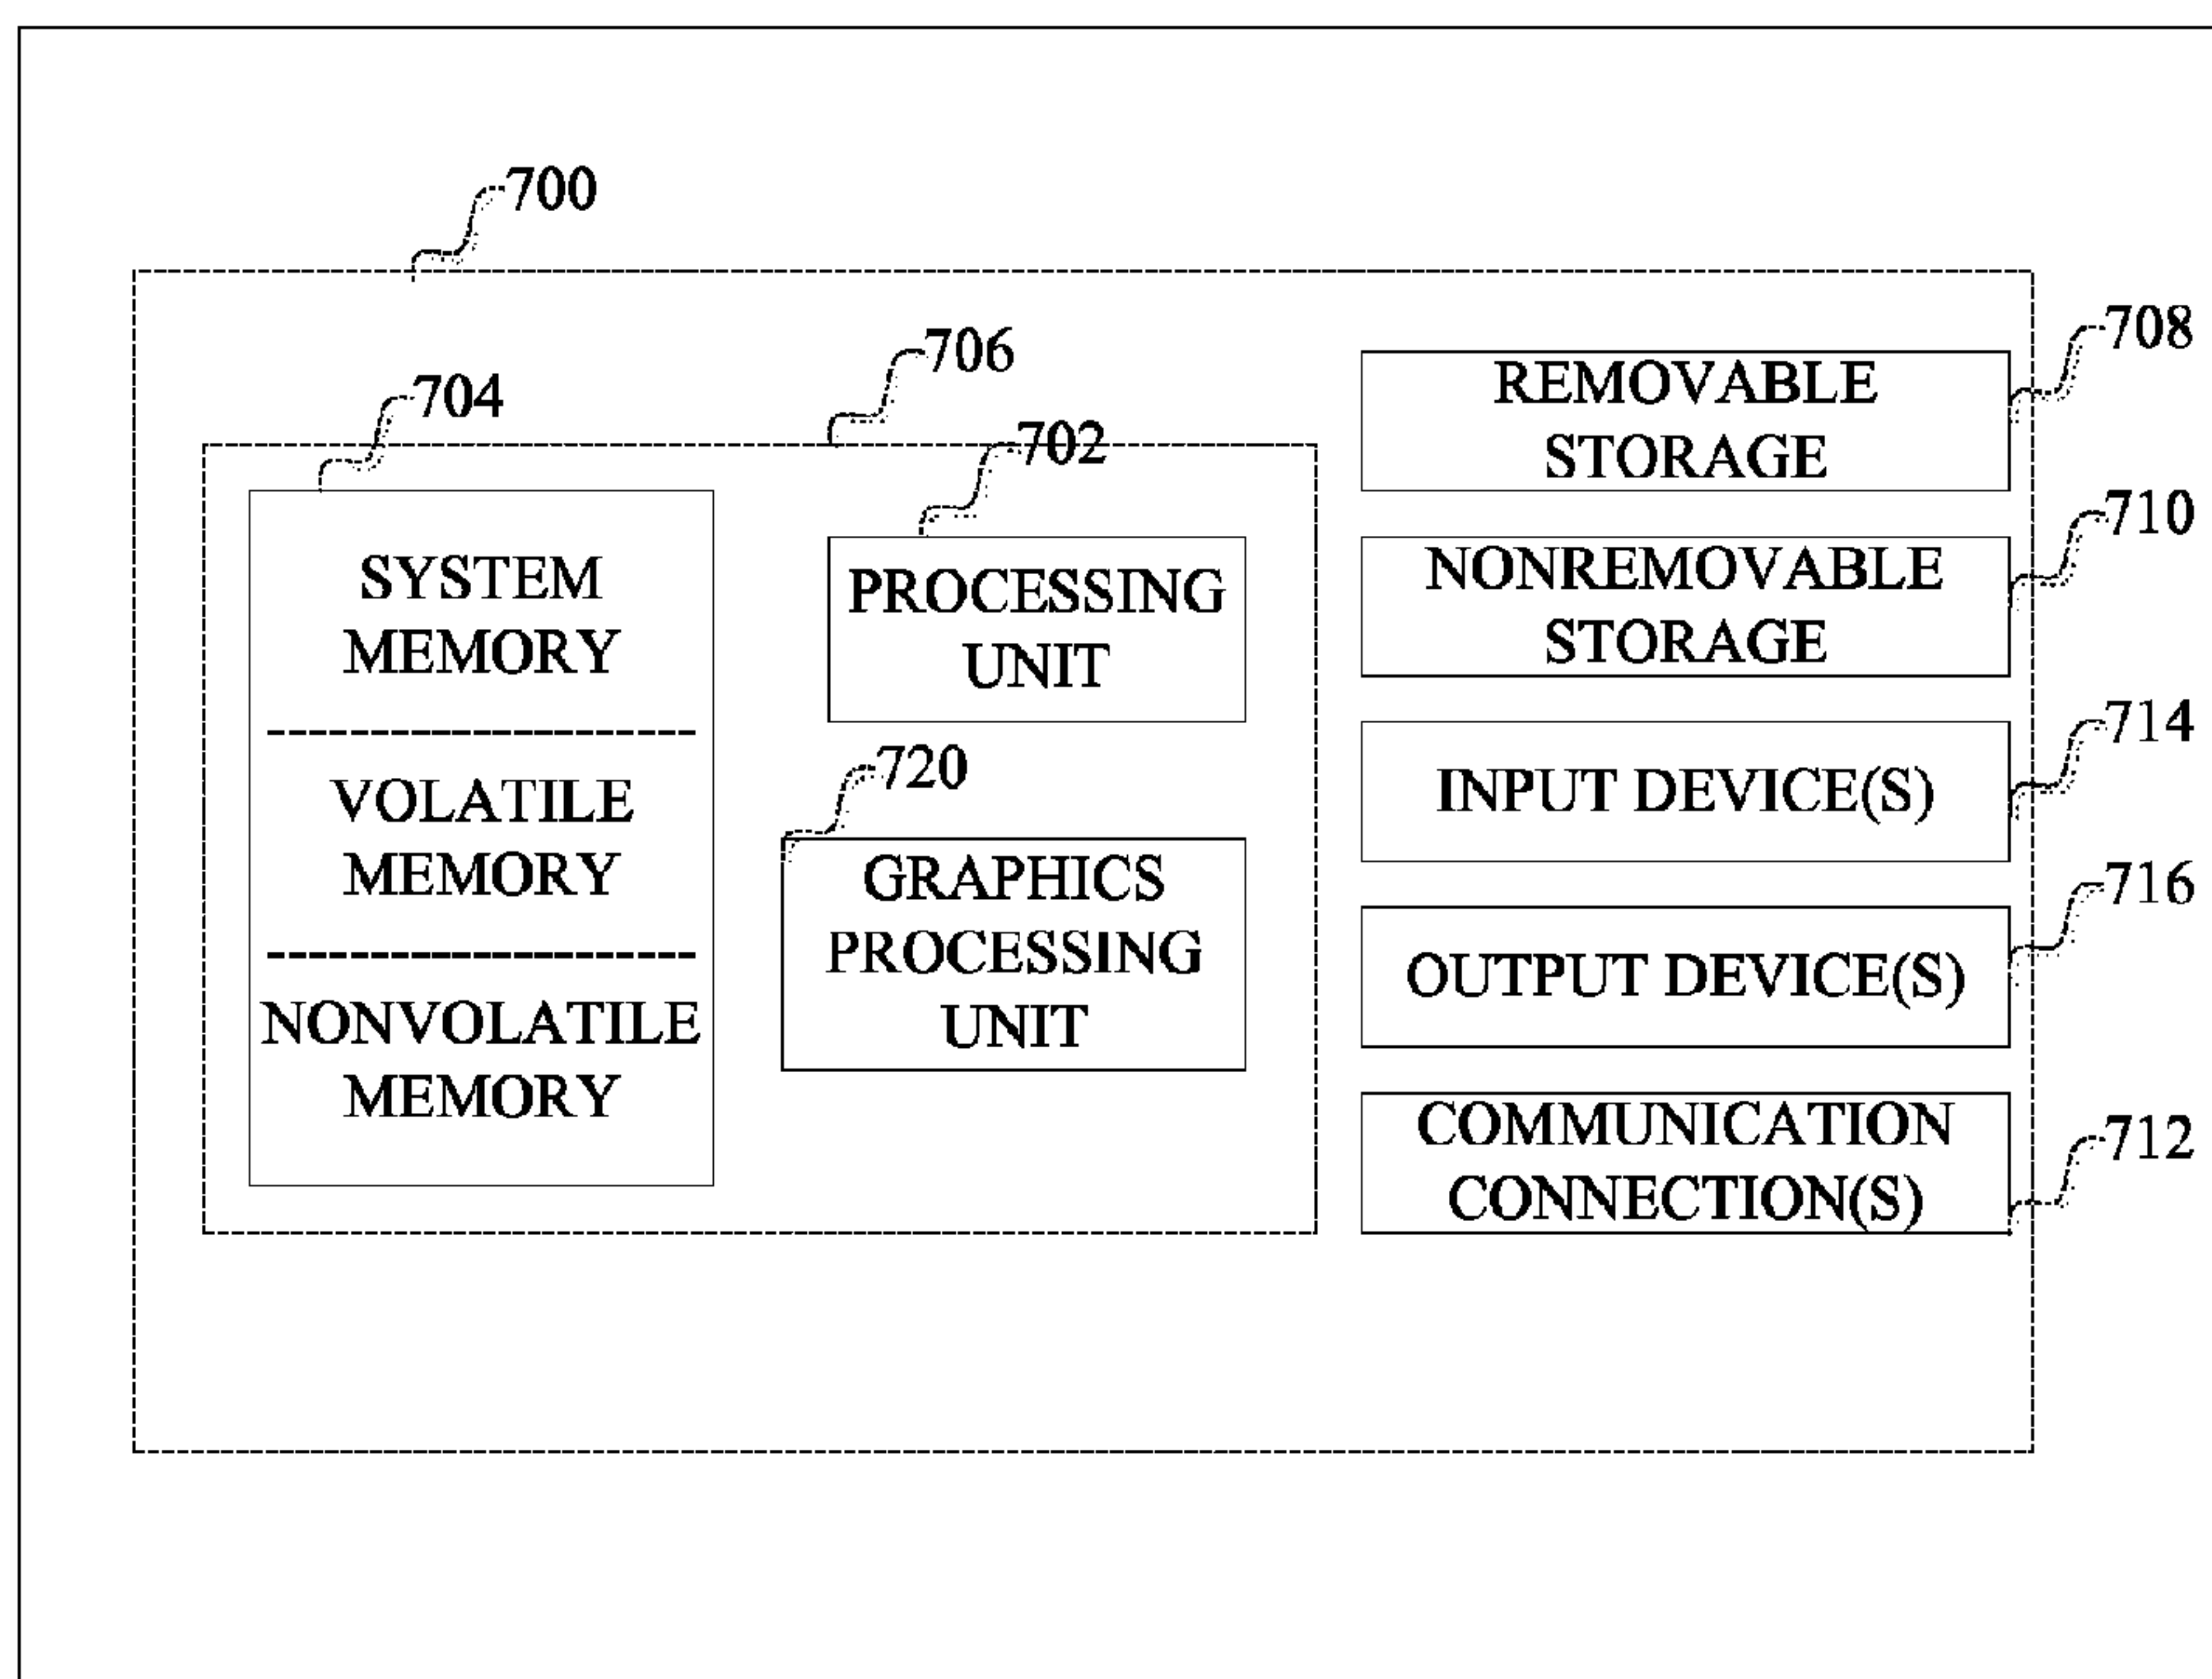 700
706
704
702
SYSTEM
MEMORY
VOLATILE
MEMORY
NONVOLATILE
MEMORY
PROCESSING
UNIT
720
GRAPHICS
PROCESSING
UNIT
708
REMOVABLE
STORAGE
710
NONREMOVABLE
STORAGE
714
INPUT DEVICE(S)
716
OUTPUT DEVICE(S)
712
COMMUNICATION
CONNECTION(S)